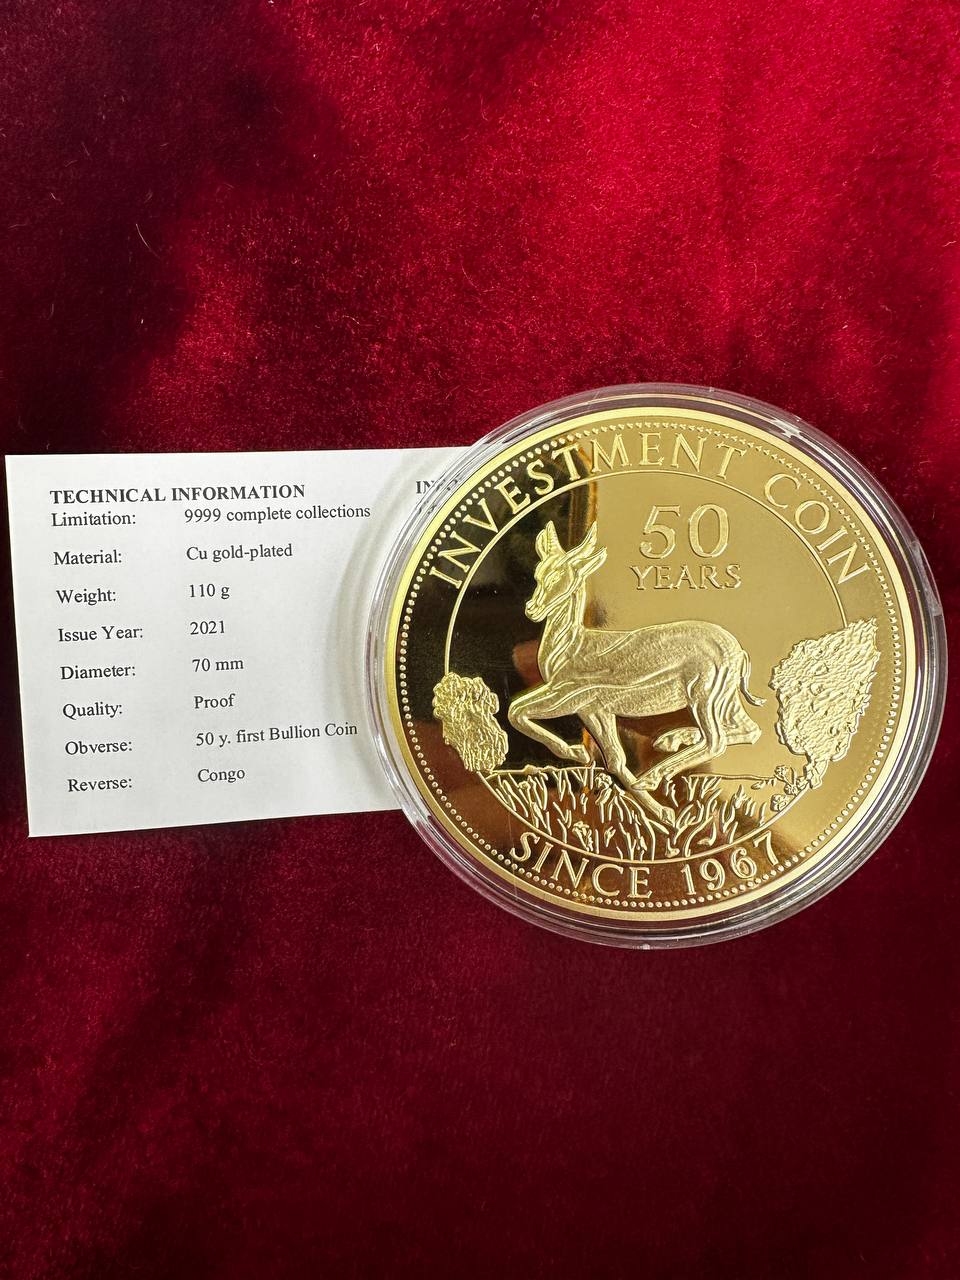 TECHNICAL INFORMATION
Limitation: 9999 complete collections
Material: Cu gold-plated
Weight: 110 g
Issue Year: 2021
Diameter: 70 mm
Quality: Proof
Obverse: 50 y. first Bullion Coin
Reverse: Congo
INVESTMENT COIN
50
YEARS
SINCE 1967